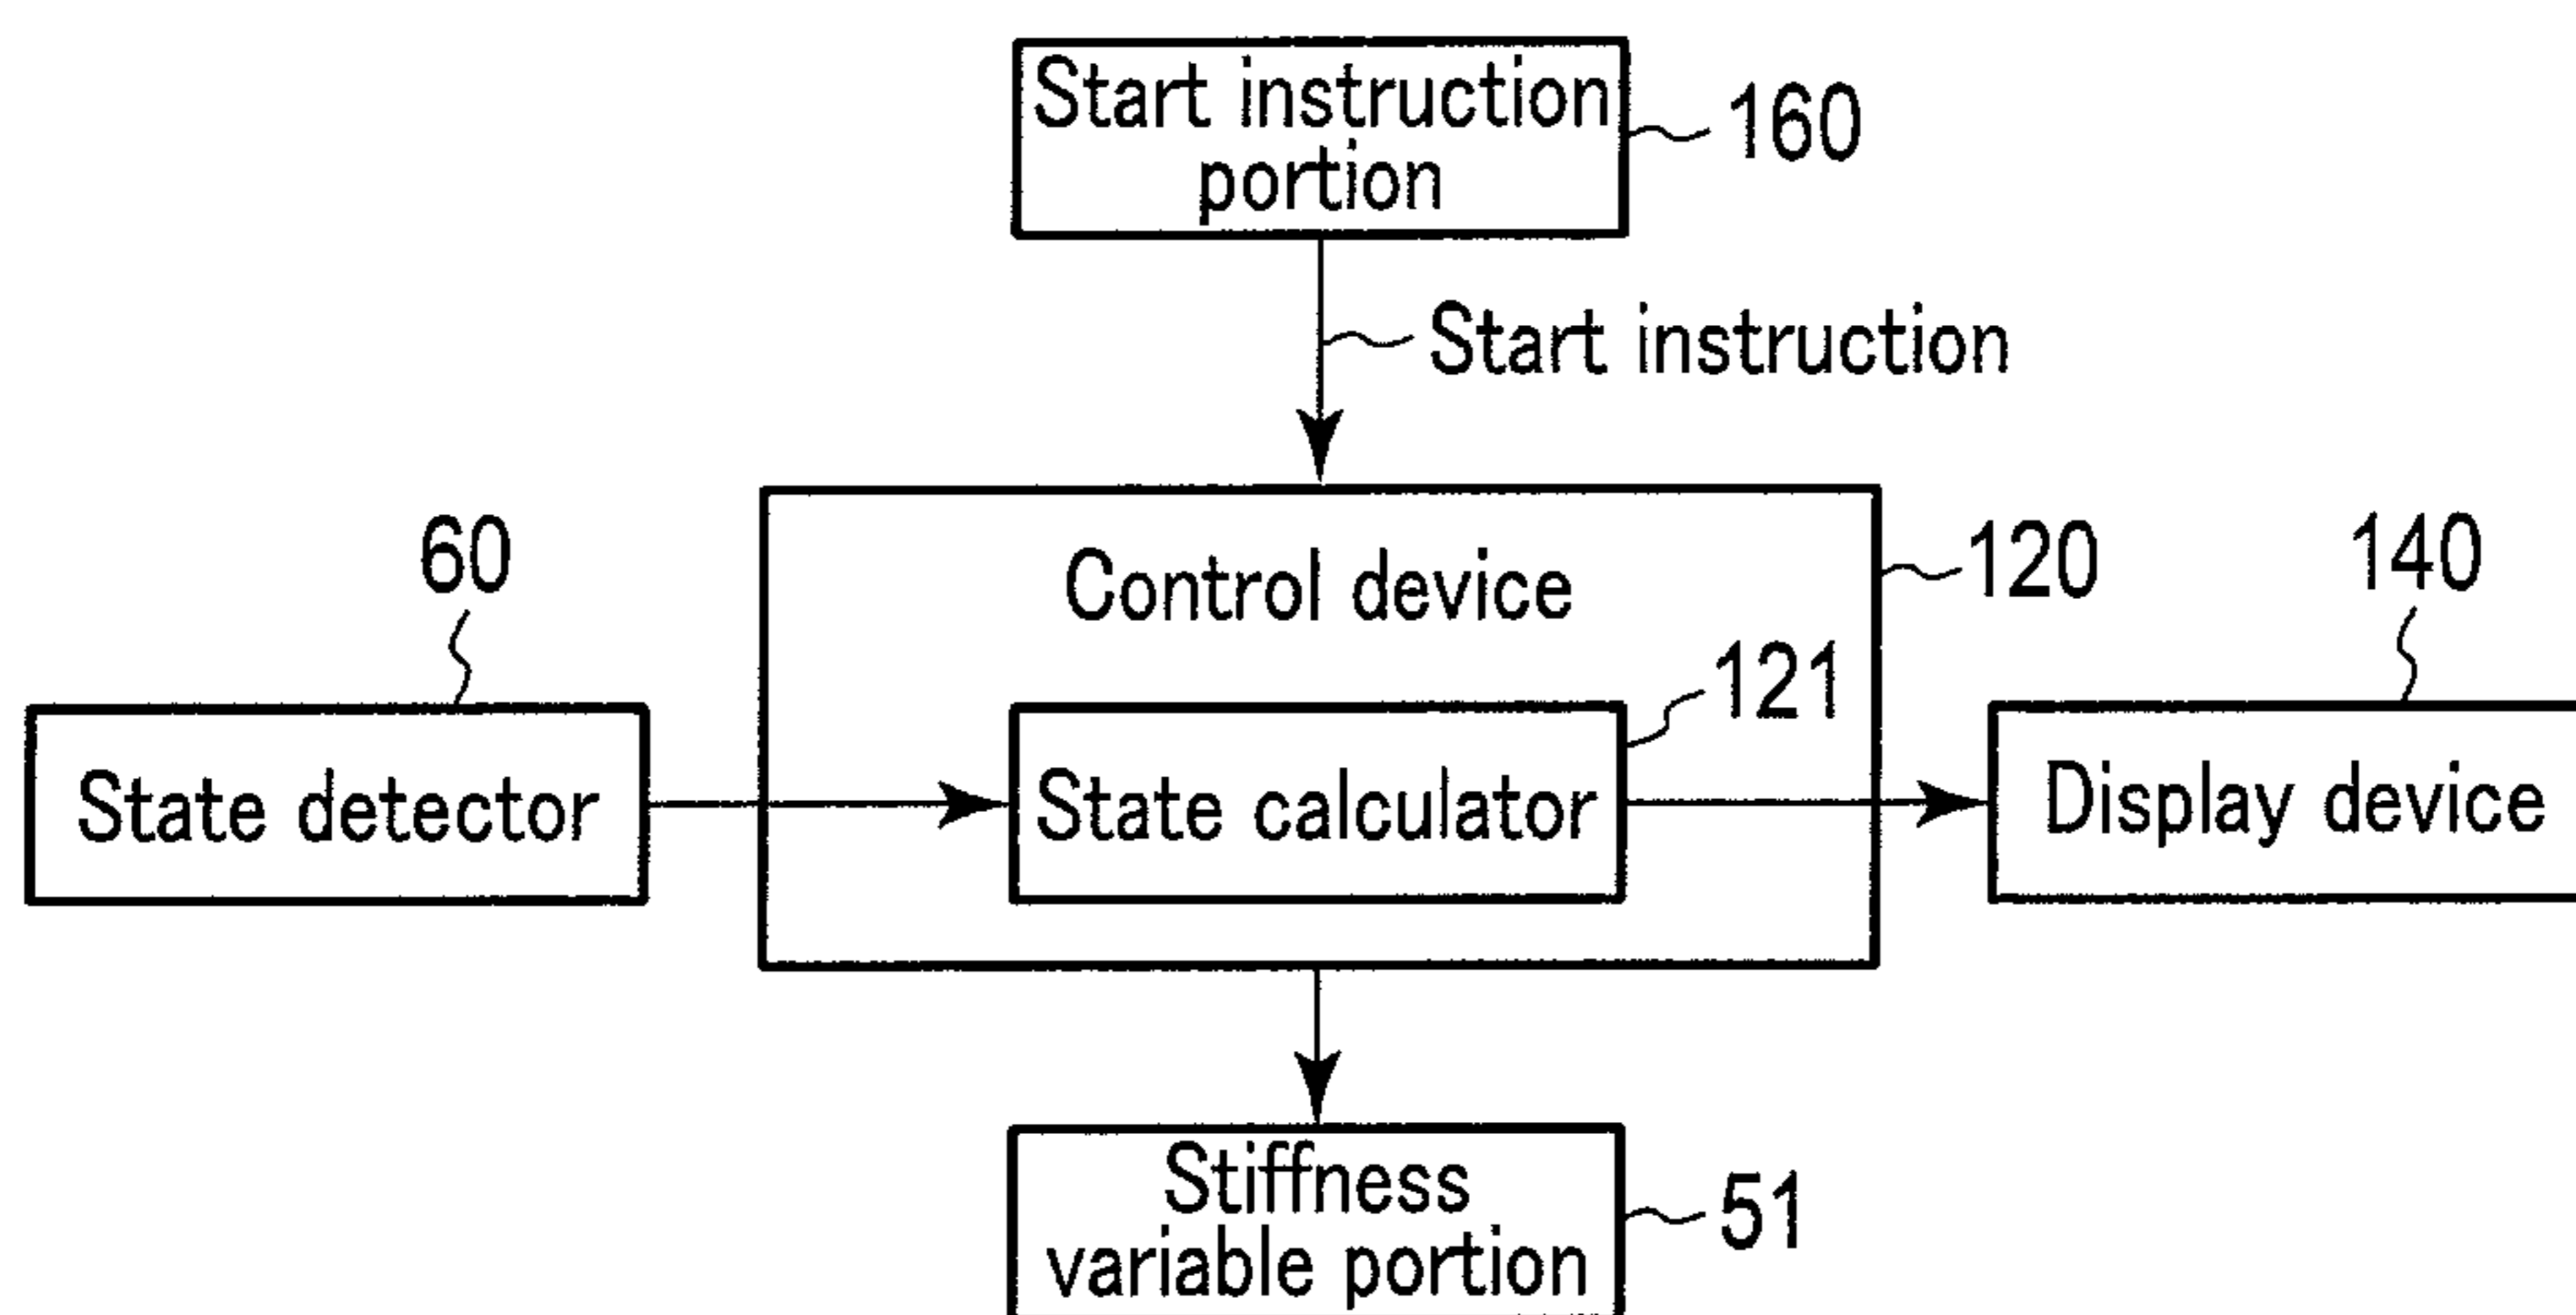 Start instruction
portion
160
Start instruction
60
Control device
120
140
121
State detector
State calculator
Display device
Stiffness
variable portion
51